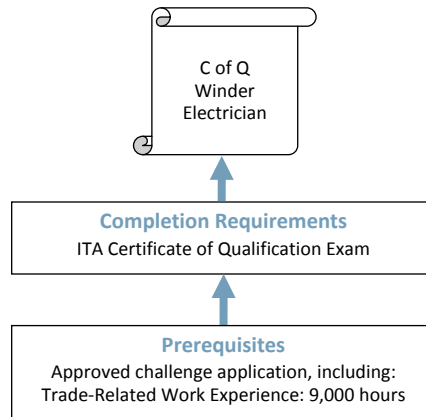 C of Q
Winder
Electrician
Completion Requirements
ITA Certificate of Qualification Exam
Prerequisites
Approved challenge application, including:
Trade-Related Work Experience: 9,000 hours